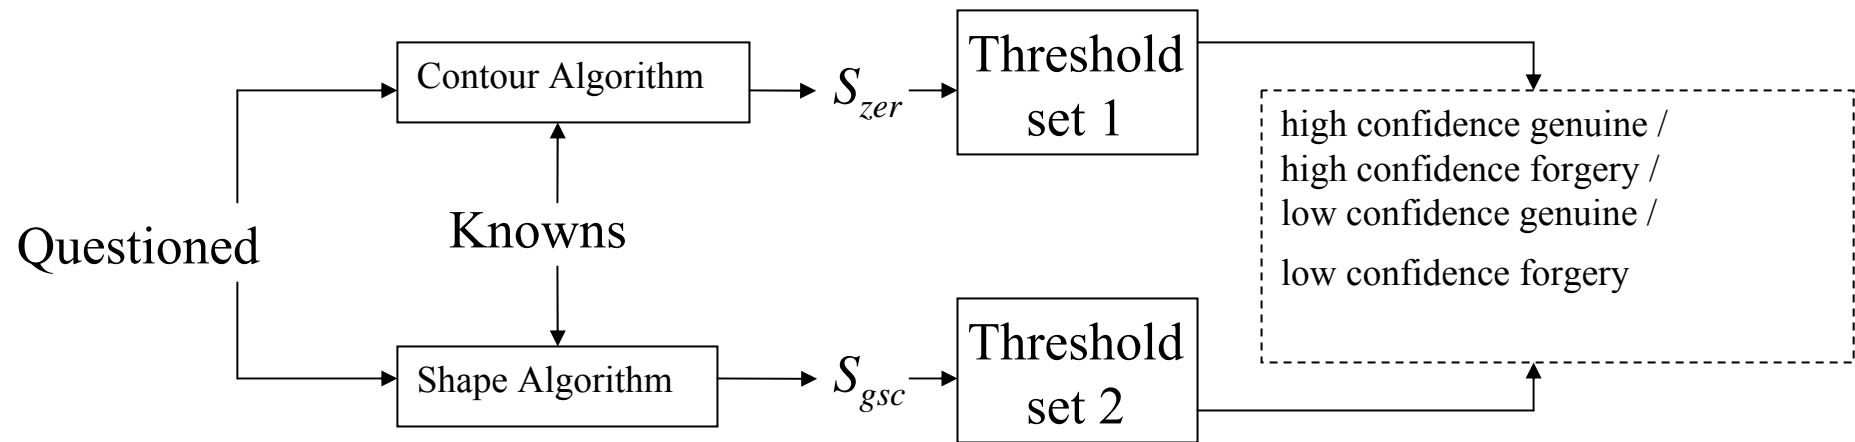 Questioned
Knowns
Contour Algorithm
S_zer
Threshold
set 1
Shape Algorithm
S_gsc
Threshold
set 2
high confidence genuine /
high confidence forgery /
low confidence genuine /
low confidence forgery